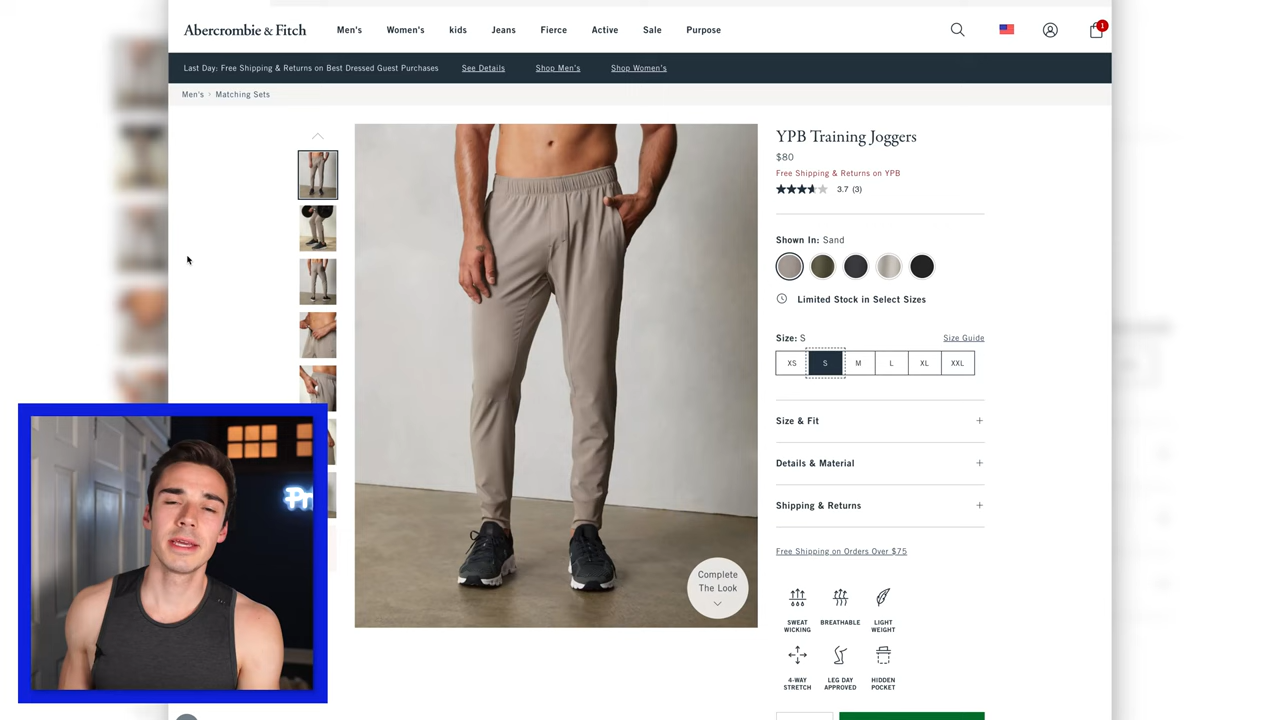 Abercrombie & Fitch
Men's
Women's
kids
Jeans
Fierce
Active
Sale
Purpose
1
Last Day: Free Shipping & Returns on Best Dressed Guest Purchases
See Details
Shop Men's
Shop Women's
Men's
Matching Sets
YPB Training Joggers
$80
Free Shipping & Returns on YPB
3.7 (3)
Shown In: Sand
Limited Stock in Select Sizes
Size: S
Size Guide
XS
S
M
L
XL
XXL
Size & Fit
Details & Material
Shipping & Returns
Free Shipping on Orders Over $75
Complete
The Look
SWEAT
WICKING
BREATHABLE
LIGHT
WEIGHT
4-WAY
STRETCH
LEG DAY
APPROVED
HIDDEN
POCKET